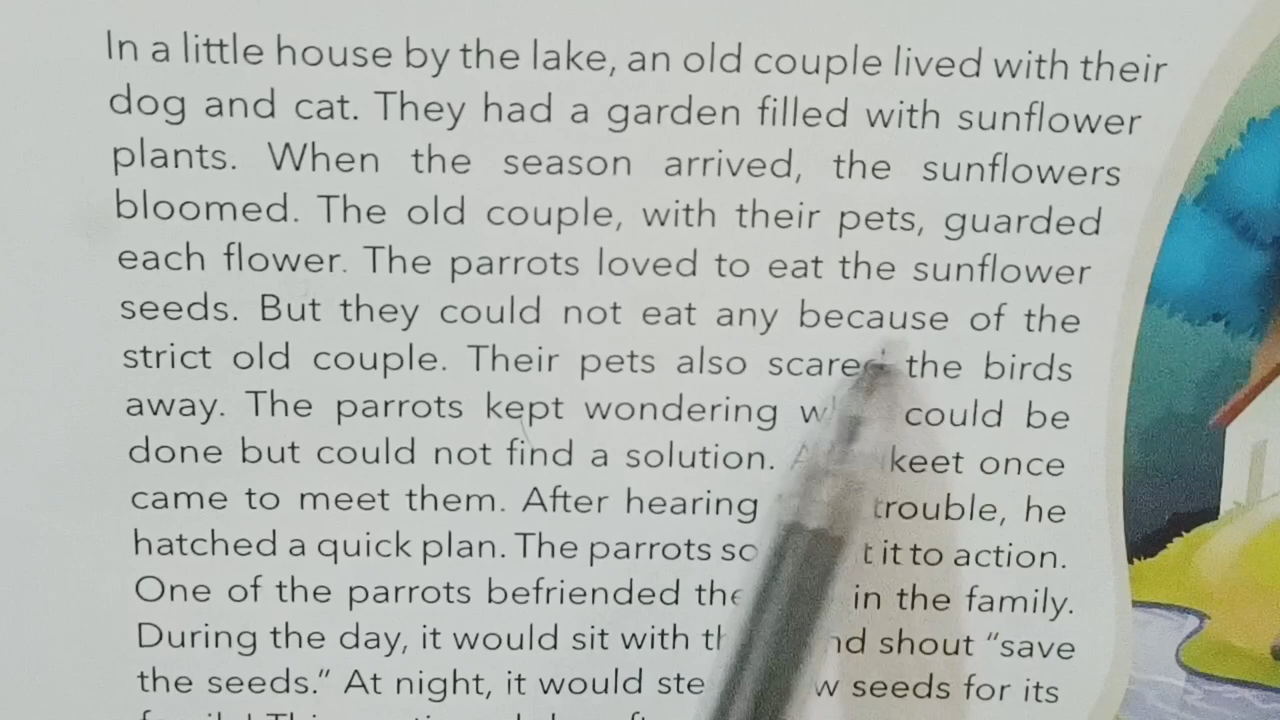 In a little house by the lake, an old couple lived with their
dog and cat. They had a garden filled with sunflower
plants. When the season arrived, the sunflowers
bloomed. The old couple, with their pets, guarded
each flower. The parrots loved to eat the sunflower
seeds. But they could not eat any because of the
strict old couple. Their pets also scared the birds
away. The parrots kept wondering could be
done but could not find a solution. once
came to meet them. After hearing trouble, he
hatched a quick plan. The parrots it to action.
One of the parrots befriended in the family.
During the day, it would sit with shout "save
the seeds." At night, it would seeds for its